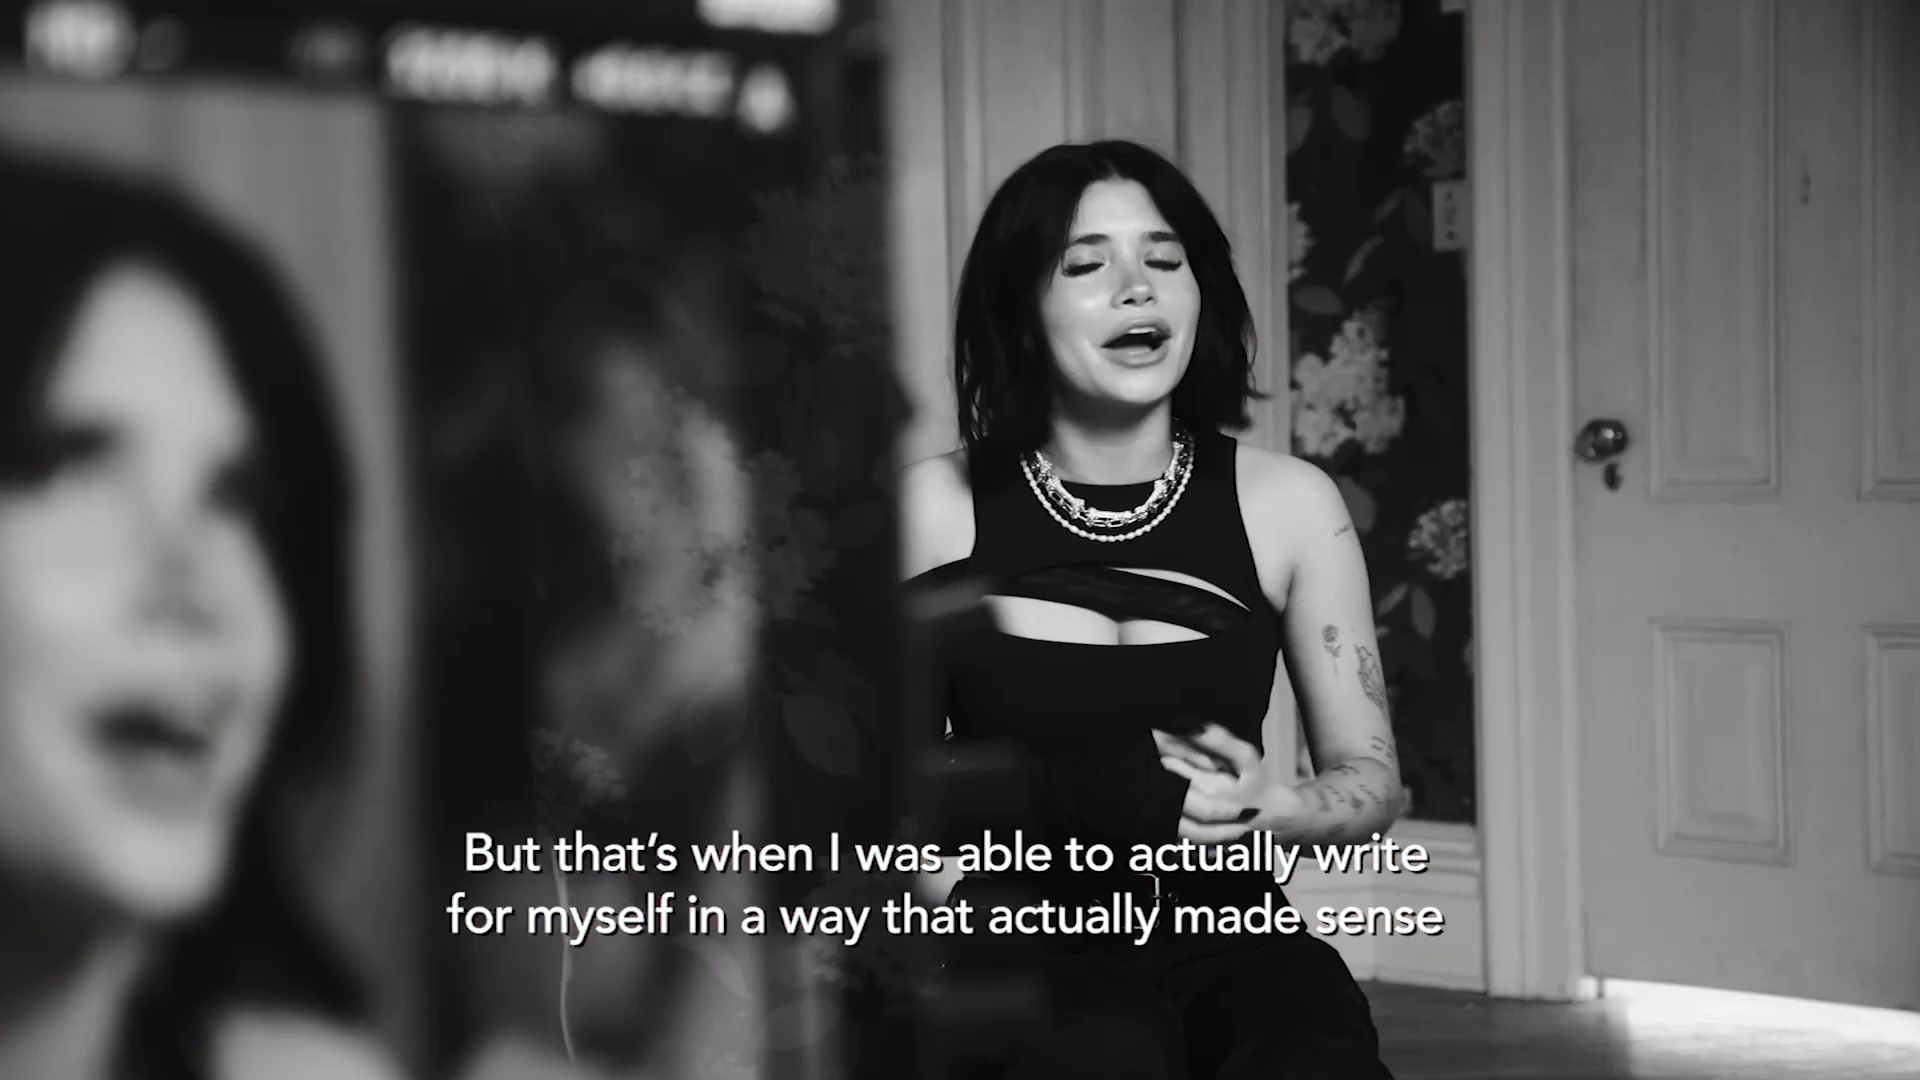 But that's when I was able to actually write
for myself in a way that actually made sense